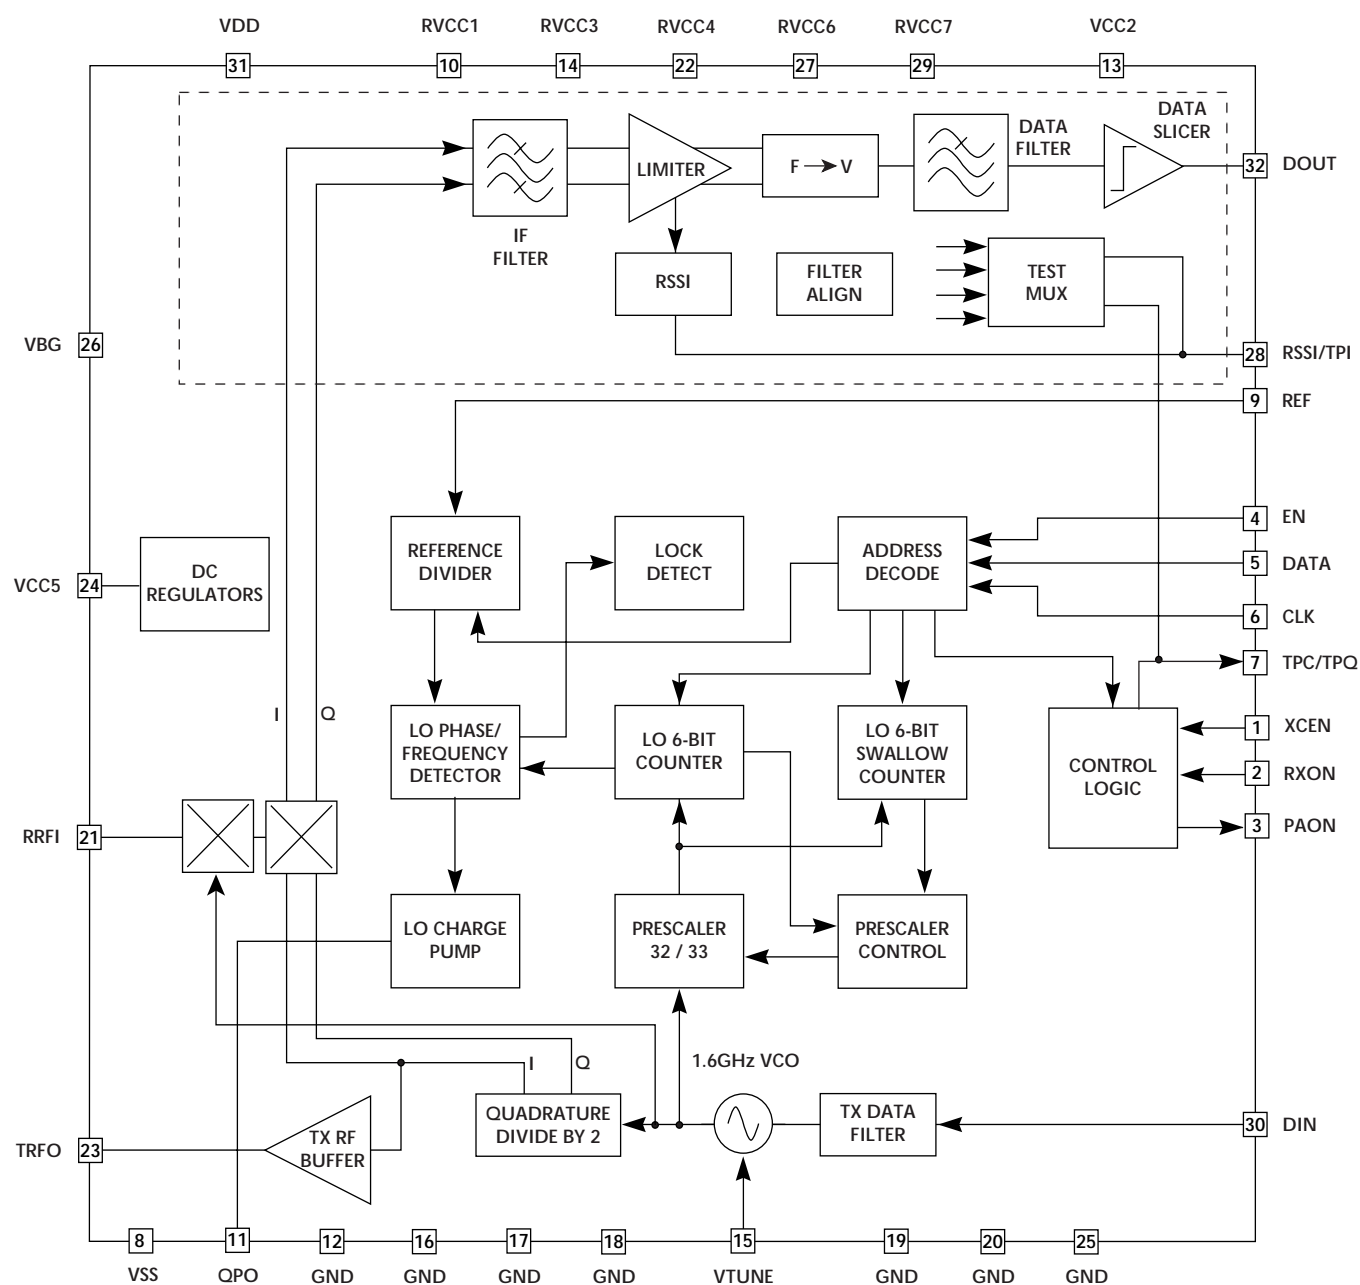 VDD
RVCC1
RVCC3
RVCC4
RVCC6
RVCC7
VCC2
31
10
14
22
27
29
13
DATA
SLICER
DATA
FILTER
LIMITER
F
V
32
DOUT
IF
FILTER
RSSI
FILTER
ALIGN
TEST
MUX
VBG
26
28
RSSI/TPI
9
REF
4
EN
REFERENCE
DIVIDER
LOCK
DETECT
ADDRESS
DECODE
5
DATA
VCC5
24
DC
REGULATORS
6
CLK
7
TPC/TPQ
I
Q
LO PHASE/
FREQUENCY
DETECTOR
LO 6-BIT
COUNTER
LO 6-BIT
SWALLOW
COUNTER
CONTROL
LOGIC
1
XCEN
2
RXON
3
PAON
RRFI
21
LO CHARGE
PUMP
PRESCALER
32 / 33
PRESCALER
CONTROL
I
Q
1.6GHz VCO
QUADRATURE
DIVIDE BY 2
TX DATA
FILTER
30
DIN
TRFO
23
TX RF
BUFFER
8
11
12
16
17
18
15
19
20
25
VSS
QPO
GND
GND
GND
GND
VTUNE
GND
GND
GND